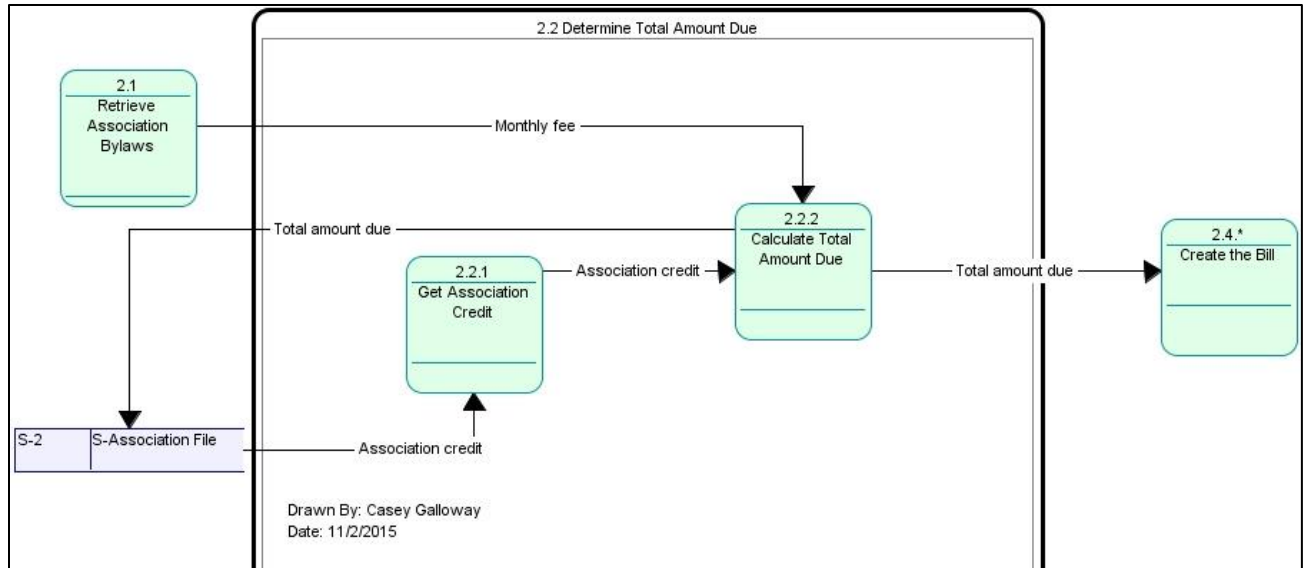 2.2 Determine Total Amount Due
2.1
Retrieve
Association
Bylaws
Monthly fee
Total amount due
2.2.2
Calculate Total
Amount Due
2.2.1
Get Association
Credit
Association credit
Total amount due
2.4.*
Create the Bill
S-2
S-Association File
Association credit
Drawn By: Casey Galloway
Date: 11/2/2015